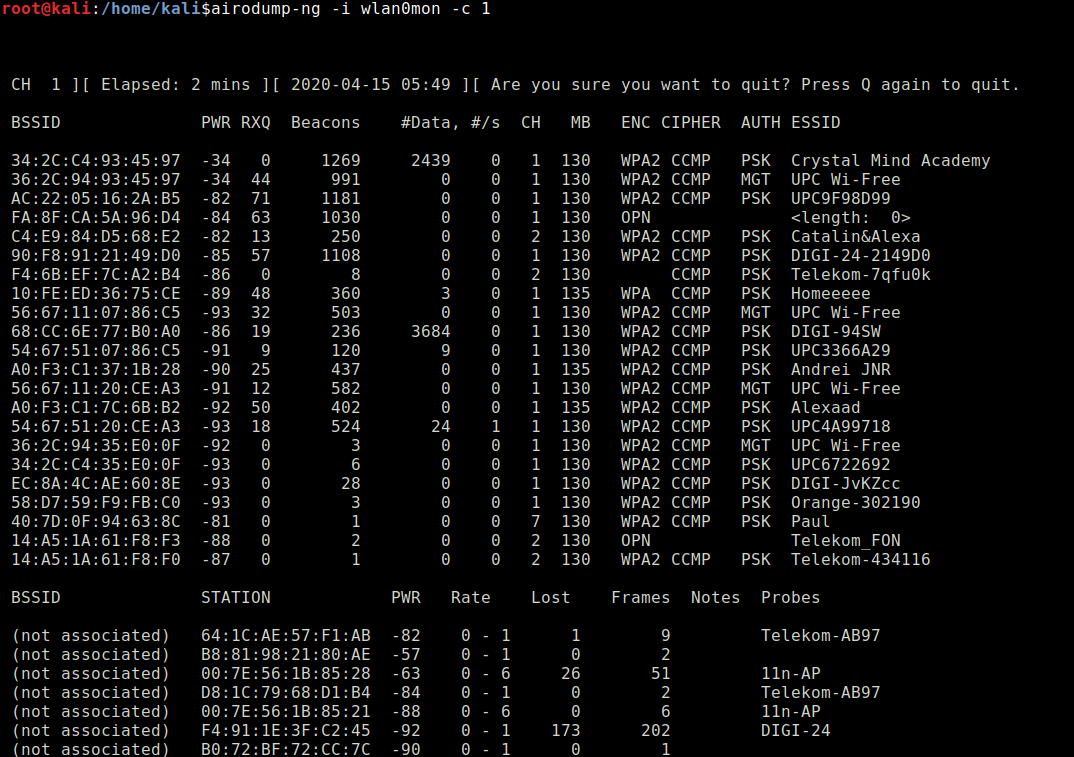 root@kali:/home/kali$airodump-ng -i wlan0mon -c 1
CH  1 ][ Elapsed: 2 mins ][ 2020-04-15 05:49 ][ Are you sure you want to quit? Press Q again to quit.
BSSID              PWR RXQ  Beacons    #Data, #/s  CH   MB   ENC CIPHER  AUTH ESSID
34:2C:C4:93:45:97  -34   0     1269     2439    0   1  130   WPA2 CCMP   PSK  Crystal Mind Academy
36:2C:94:93:45:97  -34  44      991        0    0   1  130   WPA2 CCMP   MGT  UPC Wi-Free
AC:22:05:16:2A:B5  -82  71     1181        0    0   1  130   WPA2 CCMP   PSK  UPC9F98D99
FA:8F:CA:5A:96:D4  -84  63     1030        0    0   1  130   OPN              <length:  0>
C4:E9:84:D5:68:E2  -82  13      250        0    0   2  130   WPA2 CCMP   PSK  Catalin&Alexa
90:F8:91:21:49:D0  -85  57     1108        0    0   1  130   WPA2 CCMP   PSK  DIGI-24-2149D0
F4:6B:EF:7C:A2:B4  -86   0        8        0    0   2  130        CCMP   PSK  Telekom-7qfu0k
10:FE:ED:36:75:CE  -89  48      360        3    0   1  135   WPA  CCMP   PSK  Homeeeee
56:67:11:07:86:C5  -93  32      503        0    0   1  130   WPA2 CCMP   MGT  UPC Wi-Free
68:CC:6E:77:B0:A0  -86  19      236     3684    0   1  130   WPA2 CCMP   PSK  DIGI-94SW
54:67:51:07:86:C5  -91   9      120        9    0   1  130   WPA2 CCMP   PSK  UPC3366A29
A0:F3:C1:37:1B:28  -90  25      437        0    0   1  135   WPA2 CCMP   PSK  Andrei JNR
56:67:11:20:CE:A3  -91  12      582        0    0   1  130   WPA2 CCMP   MGT  UPC Wi-Free
A0:F3:C1:7C:6B:B2  -92  50      402        0    0   1  135   WPA2 CCMP   PSK  Alexaad
54:67:51:20:CE:A3  -93  18      524       24    1   1  130   WPA2 CCMP   PSK  UPC4A99718
36:2C:94:35:E0:0F  -92   0        3        0    0   1  130   WPA2 CCMP   MGT  UPC Wi-Free
34:2C:C4:35:E0:0F  -93   0        6        0    0   1  130   WPA2 CCMP   PSK  UPC6722692
EC:8A:4C:AE:60:8E  -93   0       28        0    0   1  130   WPA2 CCMP   PSK  DIGI-JvKZcc
58:D7:59:F9:FB:C0  -93   0        3        0    0   1  130   WPA2 CCMP   PSK  Orange-302190
40:7D:0F:94:63:8C  -81   0        1        0    0   7  130   WPA2 CCMP   PSK  Paul
14:A5:1A:61:F8:F3  -88   0        2        0    0   2  130   OPN              Telekom_FON
14:A5:1A:61:F8:F0  -87   0        1        0    0   2  130   WPA2 CCMP   PSK  Telekom-434116
BSSID              STATION            PWR   Rate    Lost    Frames  Notes  Probes
(not associated)   64:1C:AE:57:F1:AB  -82    0 - 1      1        9         Telekom-AB97
(not associated)   B8:81:98:21:80:AE  -57    0 - 1      0        2
(not associated)   00:7E:56:1B:85:28  -63    0 - 6     26       51         11n-AP
(not associated)   D8:1C:79:68:D1:B4  -84    0 - 1      0        2         Telekom-AB97
(not associated)   00:7E:56:1B:85:21  -88    0 - 6      0        6         11n-AP
(not associated)   F4:91:1E:3F:C2:45  -92    0 - 1    173      202         DIGI-24
(not associated)   B0:72:BF:72:CC:7C  -90    0 - 1      0        1